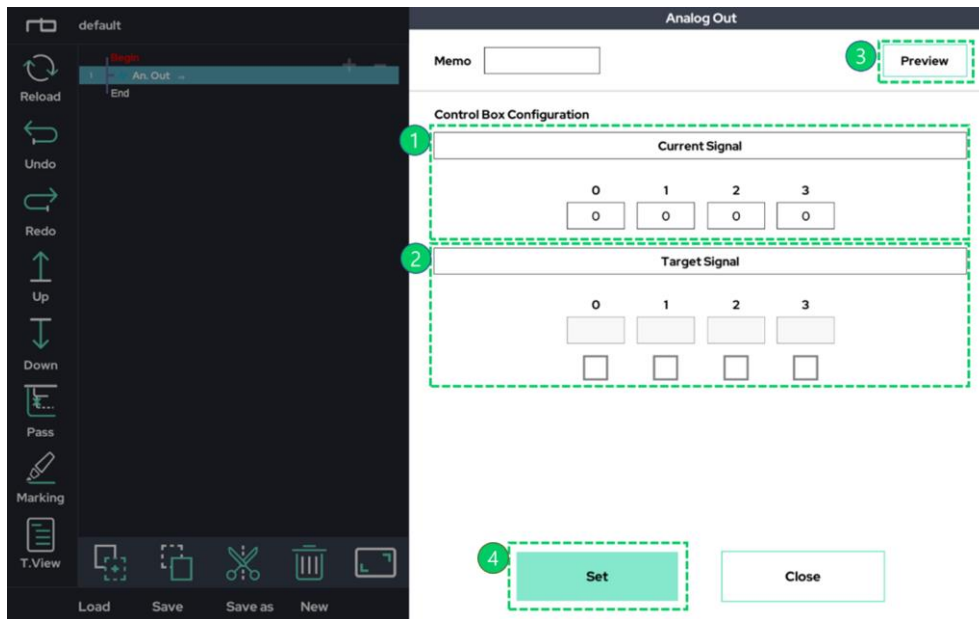 rb
default
Analog Out
Reload
Undo
Redo
Up
Down
Pass
Marking
T.View
Begin
1 An. Out
End
Memo
3
Preview
Control Box Configuration
1
Current Signal
0 1 2 3
0 0 0 0
2
Target Signal
0 1 2 3
4
Set
Close
Load Save Save as New